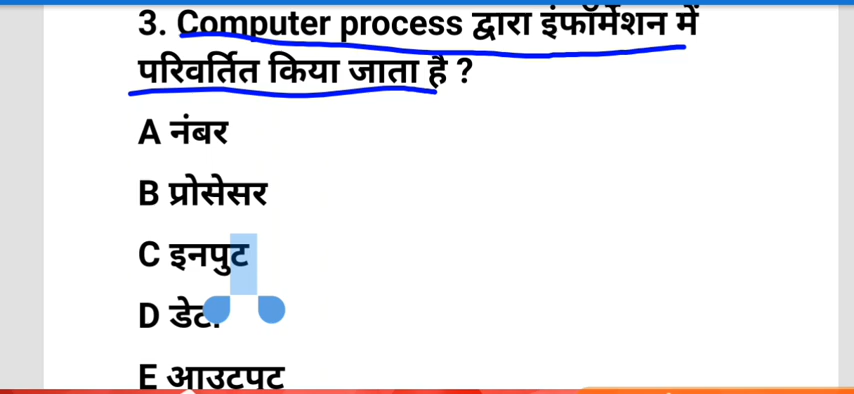 3. Computer process द्वारा इंफॉर्मेशन में
परिवर्तित किया जाता है ?
A नंबर
B प्रोसेसर
C इनपुट
D डेटा
E आउटपुट